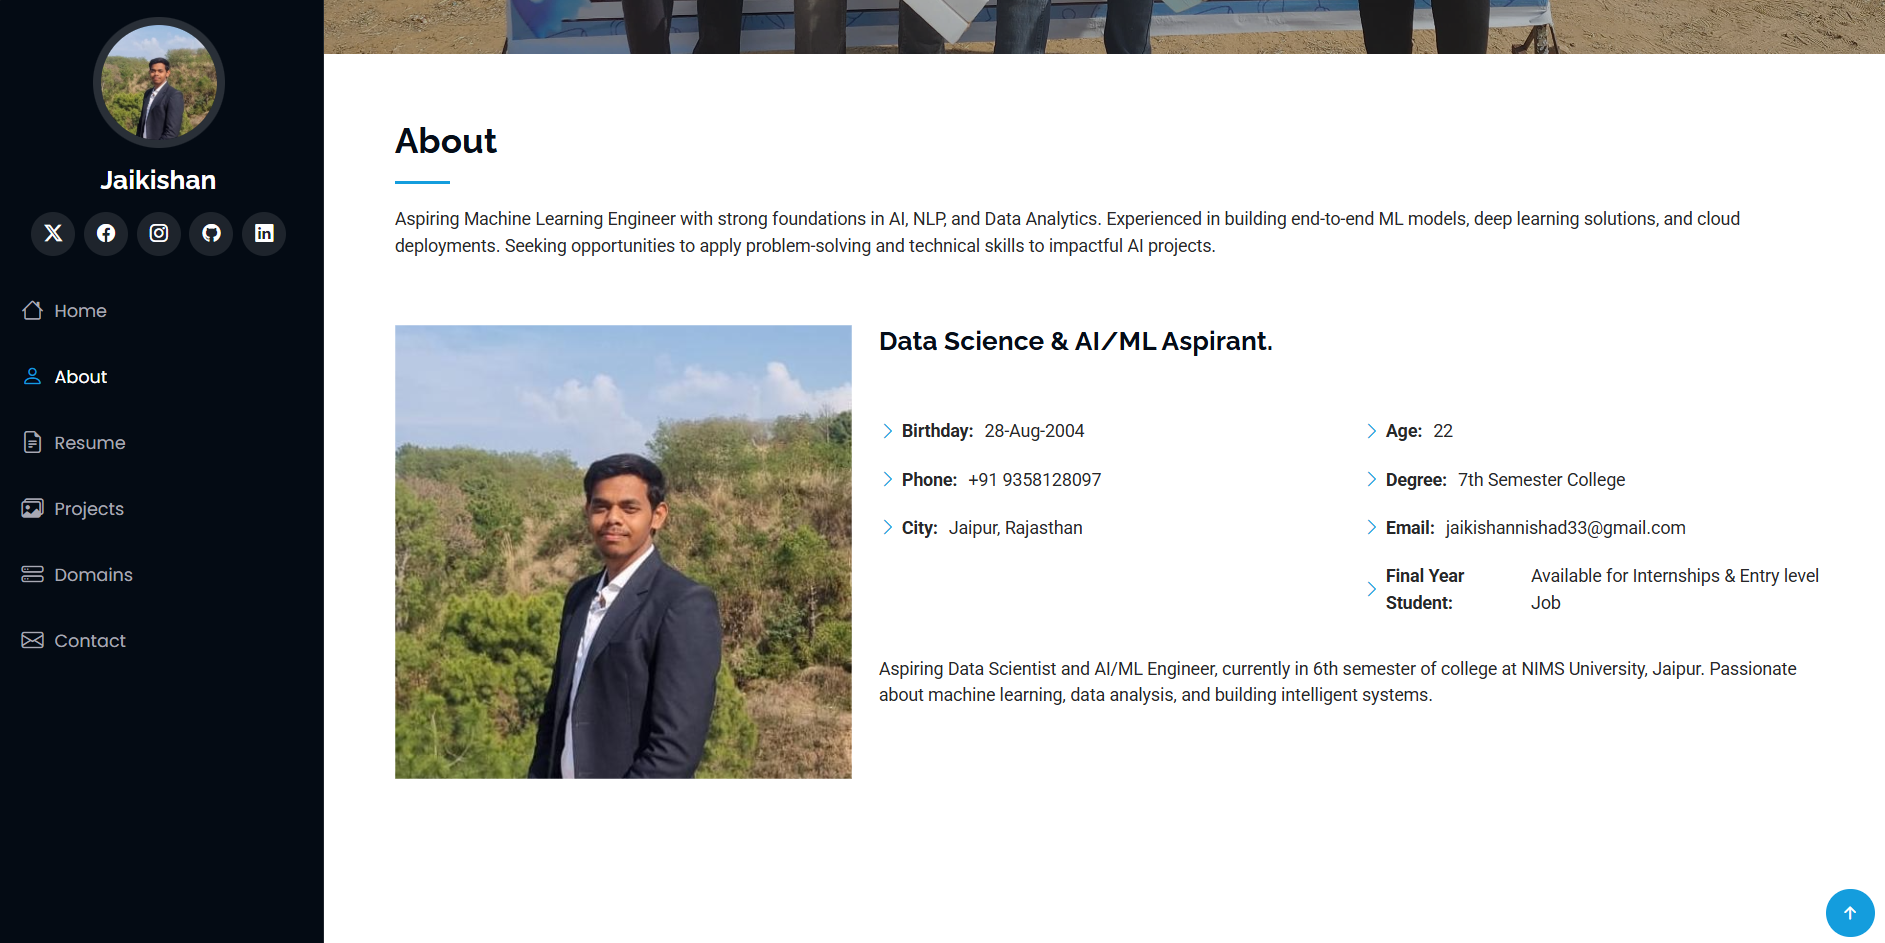 Jaikishan
Home
About
Resume
Projects
Domains
Contact
About
Aspiring Machine Learning Engineer with strong foundations in AI, NLP, and Data Analytics. Experienced in building end-to-end ML models, deep learning solutions, and cloud
deployments. Seeking opportunities to apply problem-solving and technical skills to impactful AI projects.
Data Science & AI/ML Aspirant.
Birthday: 28-Aug-2004
Phone: +91 9358128097
City: Jaipur, Rajasthan
Age: 22
Degree: 7th Semester College
Email: jaikishannishad33@gmail.com
Final Year Student: Available for Internships & Entry level Job
Aspiring Data Scientist and AI/ML Engineer, currently in 6th semester of college at NIMS University, Jaipur. Passionate
about machine learning, data analysis, and building intelligent systems.